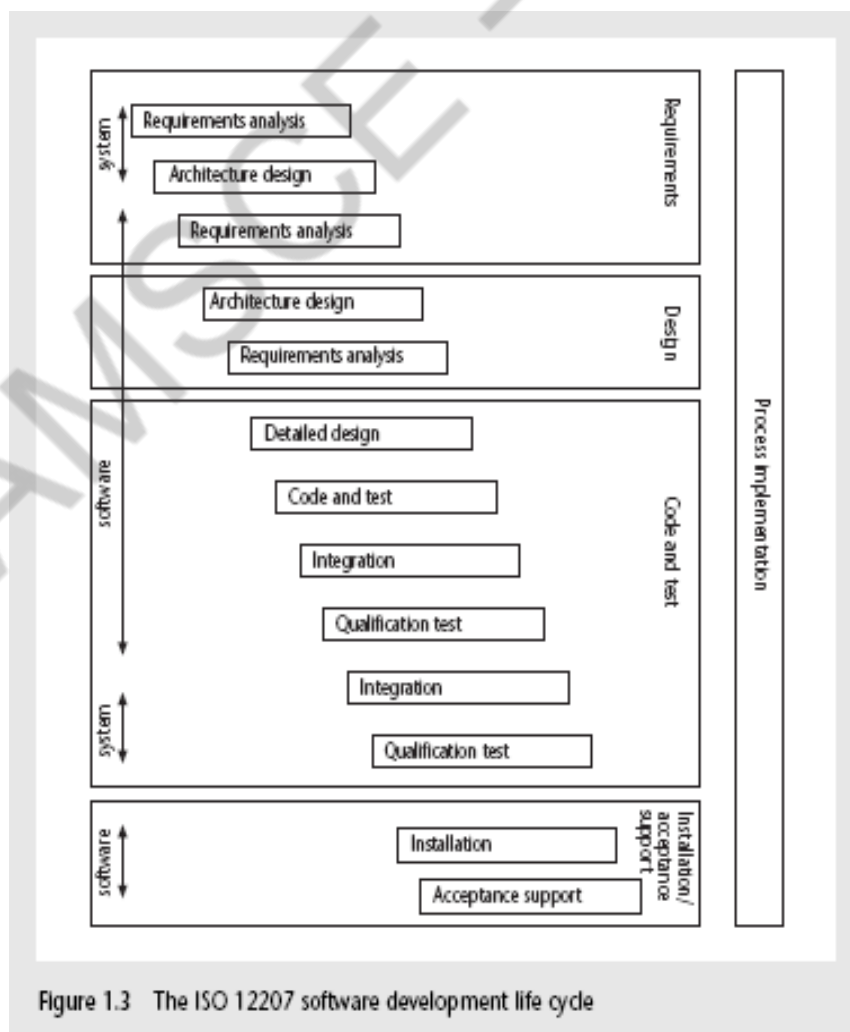 system
Requirements analysis
Architecture design
Requirements analysis
Requirements
Architecture design
Requirements analysis
Design
software
Detailed design
Code and test
Integration
Qualification test
Code and test
system
Integration
Qualification test
software
Installation
Acceptance support
Installation/
acceptance
support
Process implementation
Figure 1.3 The ISO 12207 software development life cycle
AMSCE